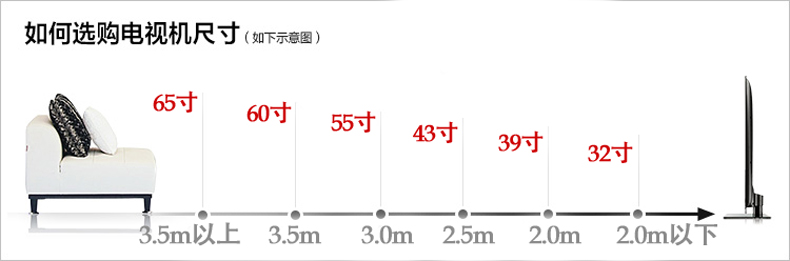 如何选购电视机尺寸（如下示意图）
65寸 60寸 55寸 43寸 39寸 32寸
3.5m以上 3.5m 3.0m 2.5m 2.0m 2.0m以下